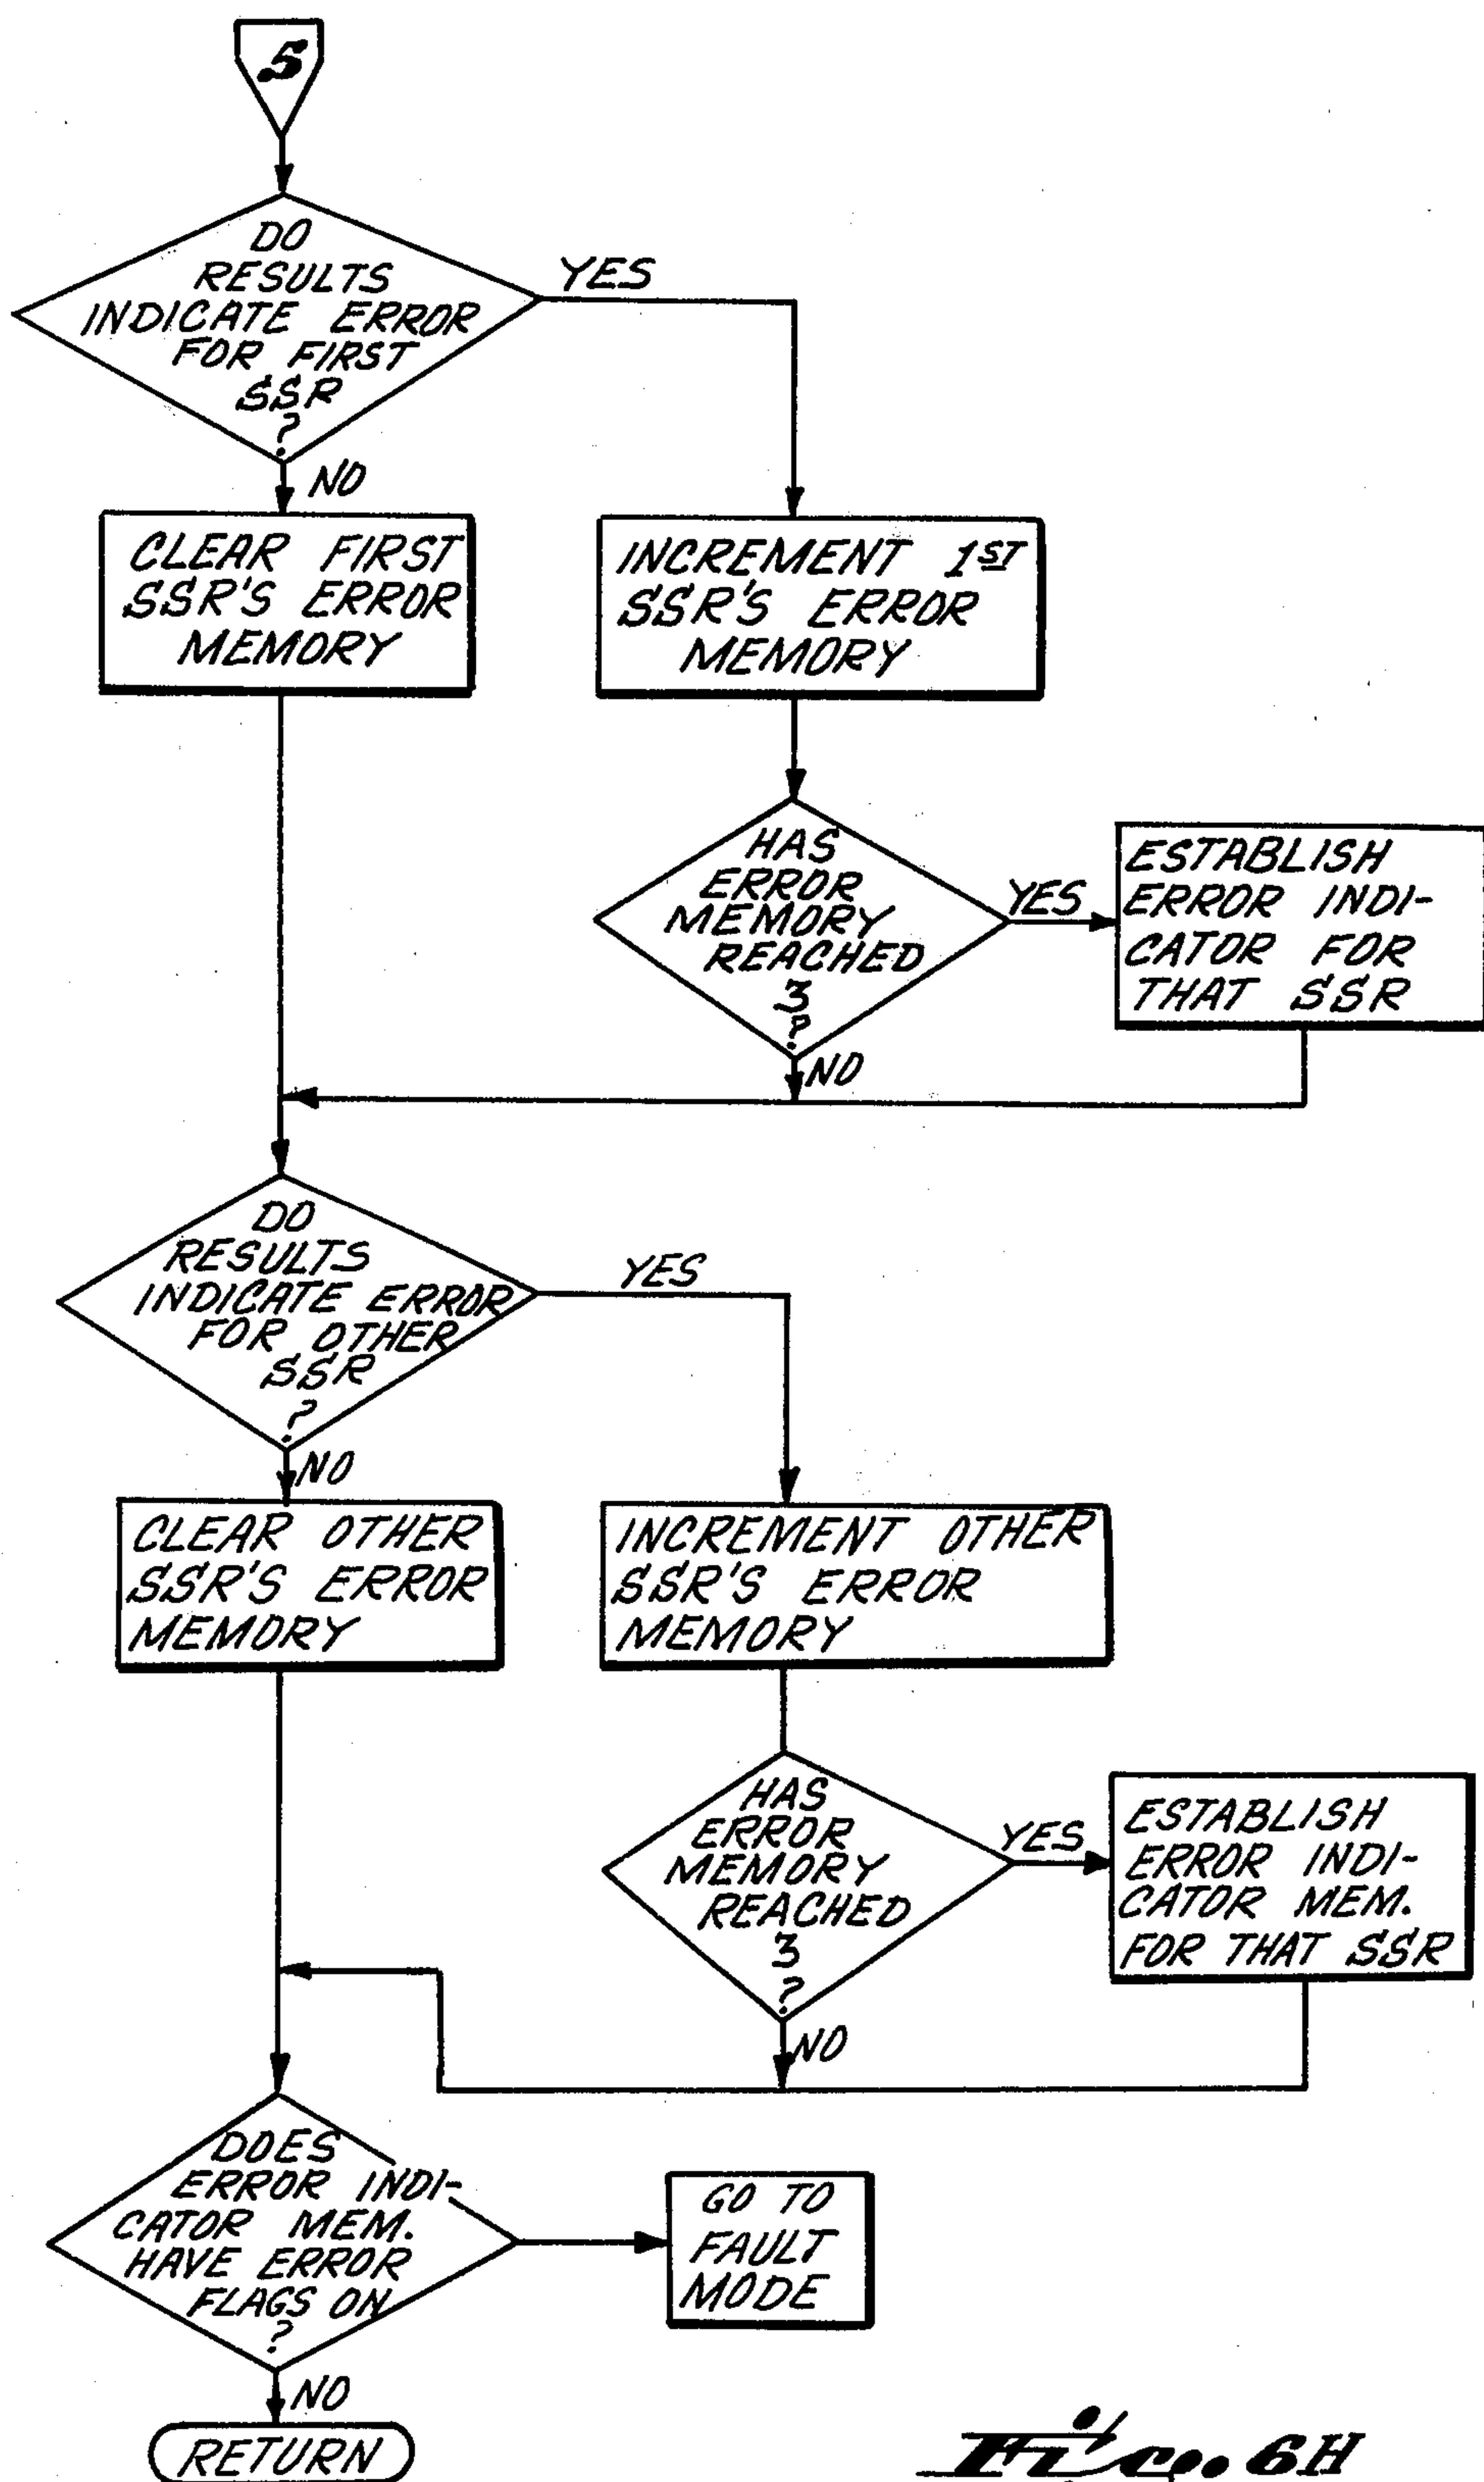 5
DO
RESULTS
INDICATE ERROR
FOR FIRST
SSR
?
YES
NO
CLEAR FIRST
SSR'S ERROR
MEMORY
INCREMENT 1ST
SSR'S ERROR
MEMORY
HAS
ERROR
MEMORY
REACHED
3
?
YES
NO
ESTABLISH
ERROR INDI-
CATOR FOR
THAT SSR
DO
RESULTS
INDICATE ERROR
FOR OTHER
SSR
?
YES
NO
CLEAR OTHER
SSR'S ERROR
MEMORY
INCREMENT OTHER
SSR'S ERROR
MEMORY
HAS
ERROR
MEMORY
REACHED
3
?
YES
NO
ESTABLISH
ERROR INDI-
CATOR MEM.
FOR THAT SSR
DOES
ERROR INDI-
CATOR MEM.
HAVE ERROR
FLAGS ON
?
NO
GO TO
FAULT
MODE
RETURN
Fig. 6H